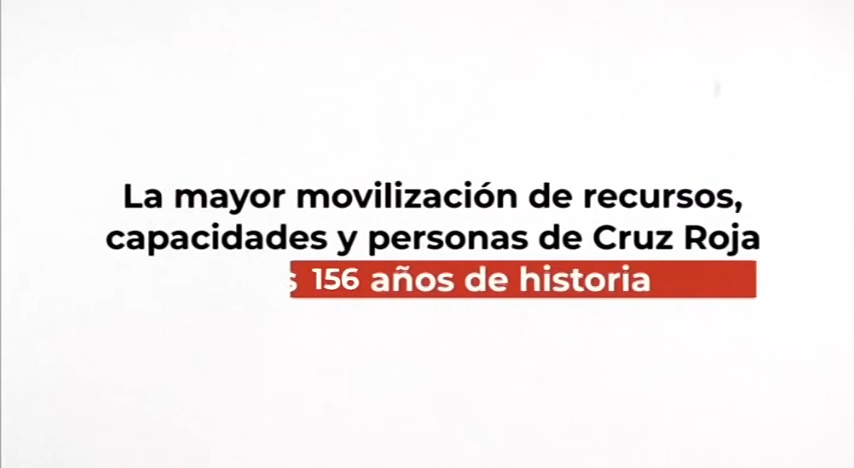 La mayor movilización de recursos,
capacidades y personas de Cruz Roja
156 años de historia